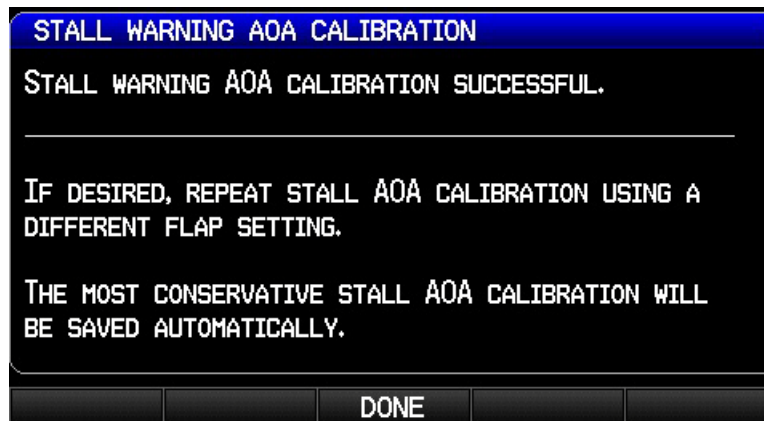 STALL WARNING AOA CALIBRATION
STALL WARNING AOA CALIBRATION SUCCESSFUL.
IF DESIRED, REPEAT STALL AOA CALIBRATION USING A
DIFFERENT FLAP SETTING.
THE MOST CONSERVATIVE STALL AOA CALIBRATION WILL
BE SAVED AUTOMATICALLY.
DONE